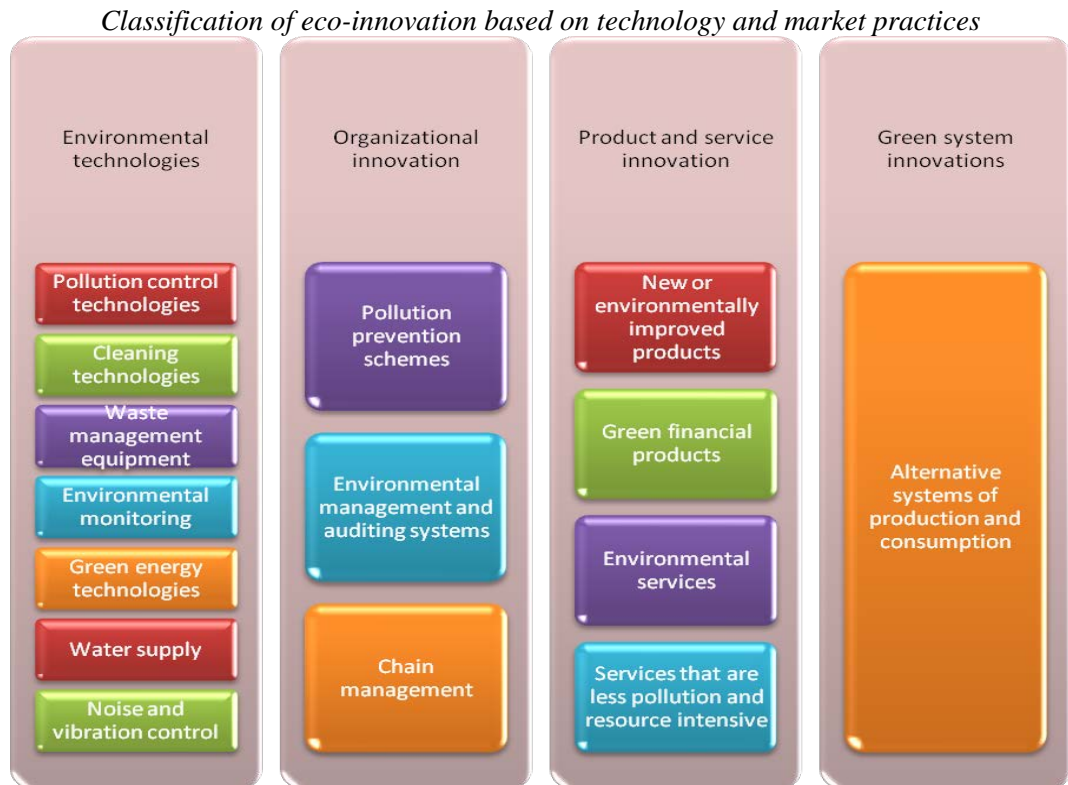 Classification of eco-innovation based on technology and market practices
Environmental
technologies
Pollution control
technologies
Cleaning
technologies
Waste
management
equipment
Environmental
monitoring
Green energy
technologies
Water supply
Noise and
vibration control
Organizational
innovation
Pollution
prevention
schemes
Environmental
management and
auditing systems
Chain
management
Product and service
innovation
New or
environmentally
improved
products
Green financial
products
Environmental
services
Services that are
less pollution and
resource intensive
Green system
innovations
Alternative
systems of
production and
consumption